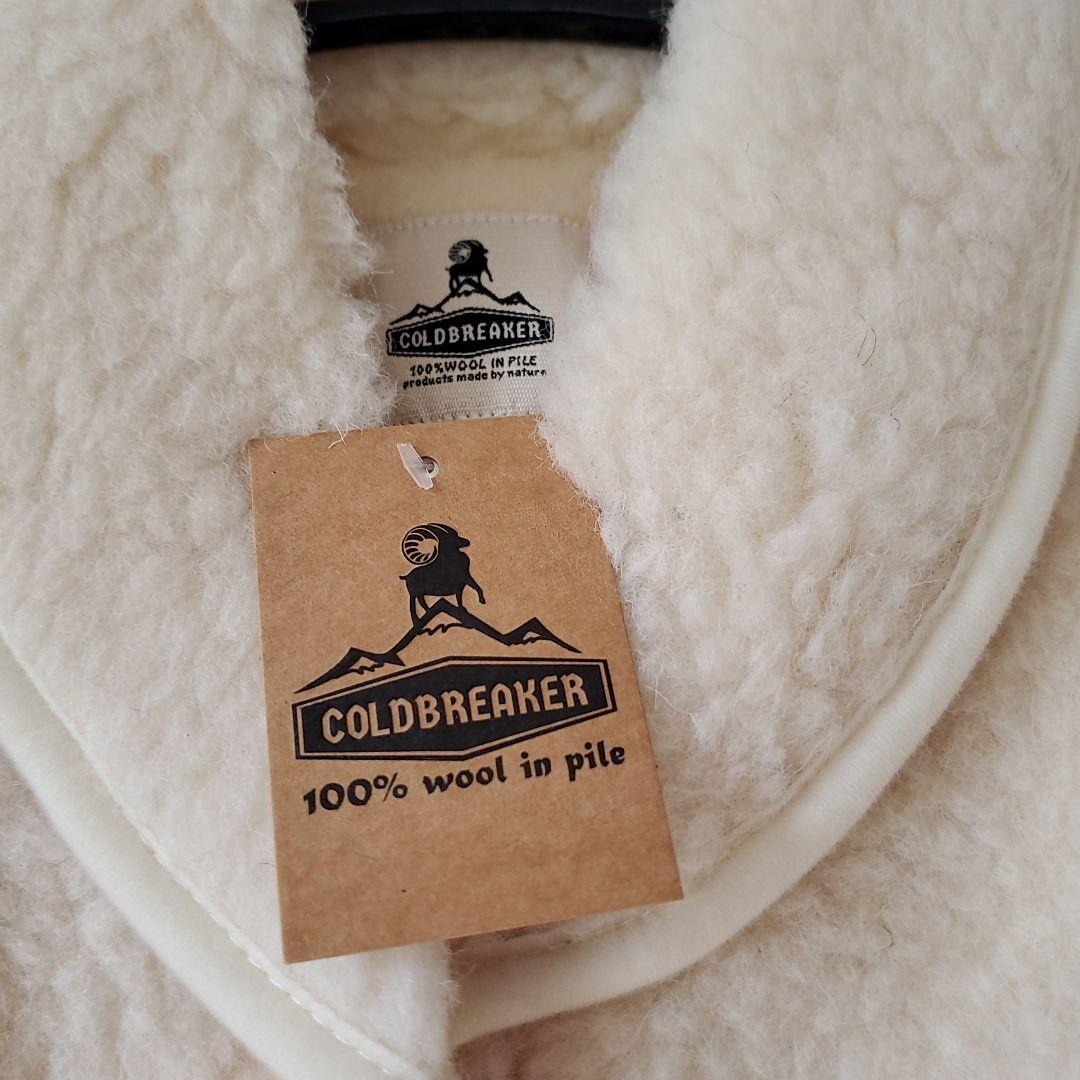 COLDBREAKER
100%WOOL IN PILE
products made by nature
COLDBREAKER
100% wool in pile